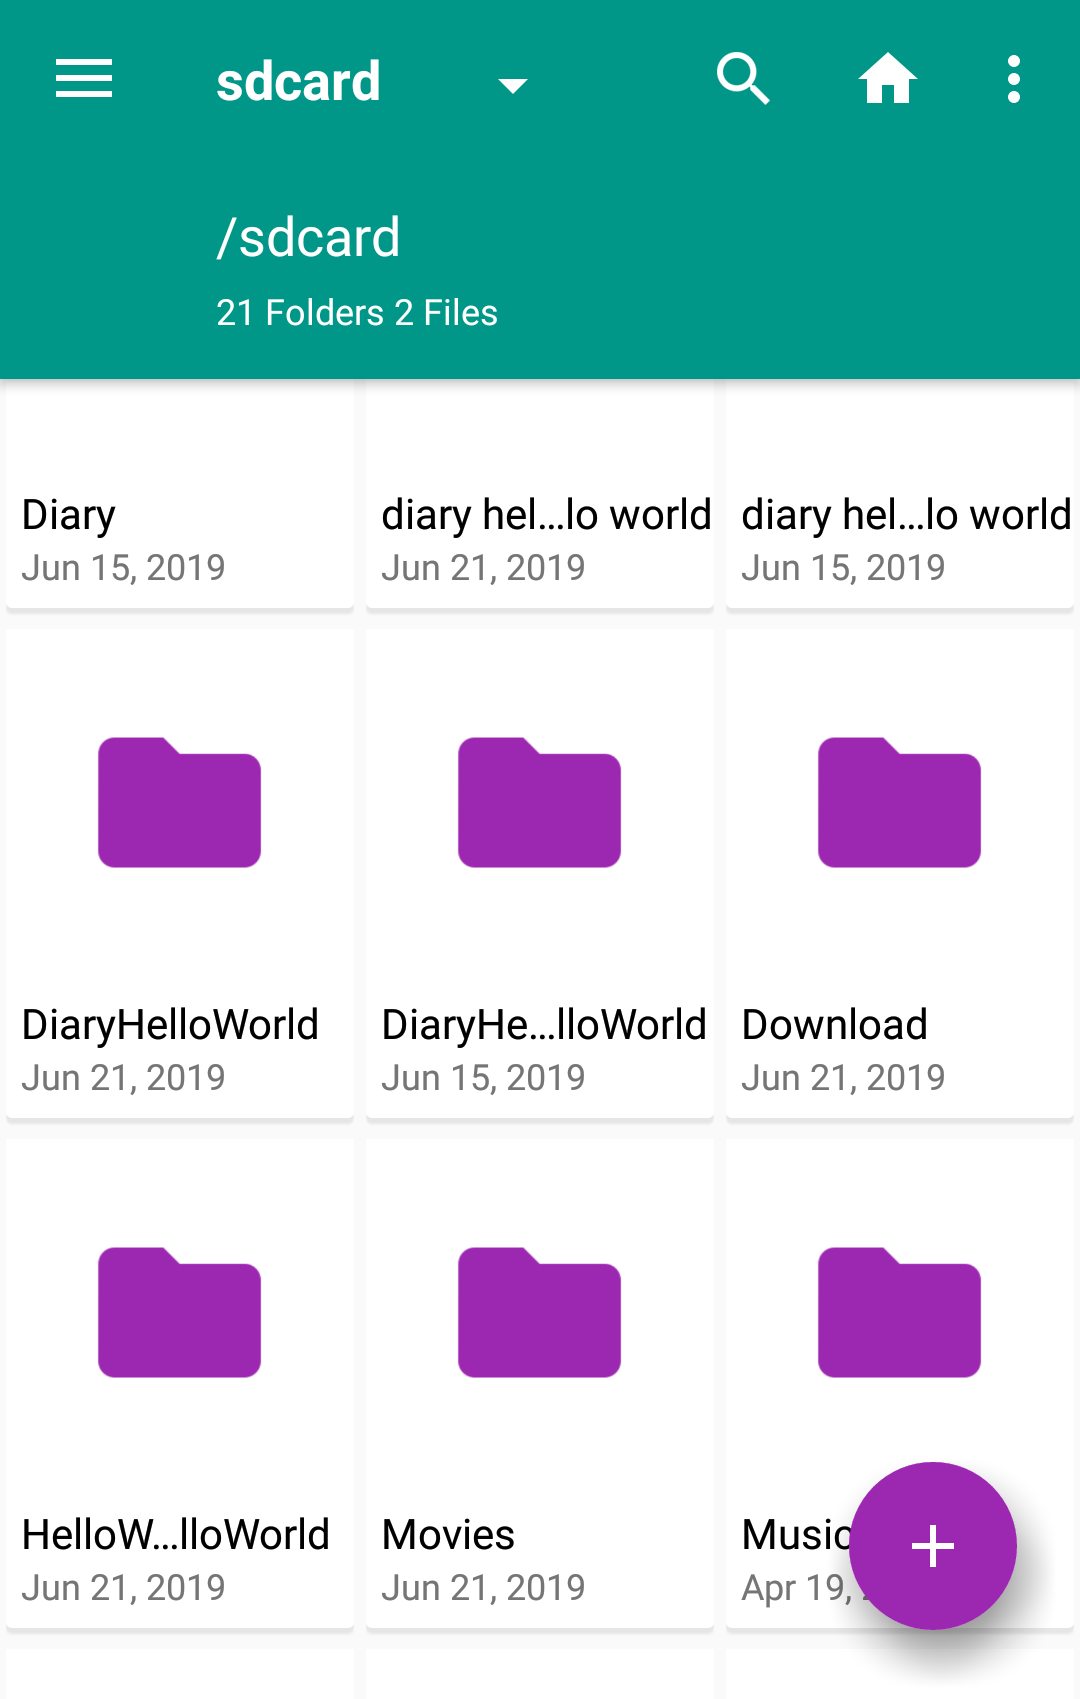 sdcard
/sdcard
21 Folders 2 Files
Diary
Jun 15, 2019
diary hel...lo world
Jun 21, 2019
diary hel...lo world
Jun 15, 2019
DiaryHelloWorld
Jun 21, 2019
DiaryHe...lloWorld
Jun 15, 2019
Download
Jun 21, 2019
HelloW...lloWorld
Jun 21, 2019
Movies
Jun 21, 2019
Music
Apr 19,